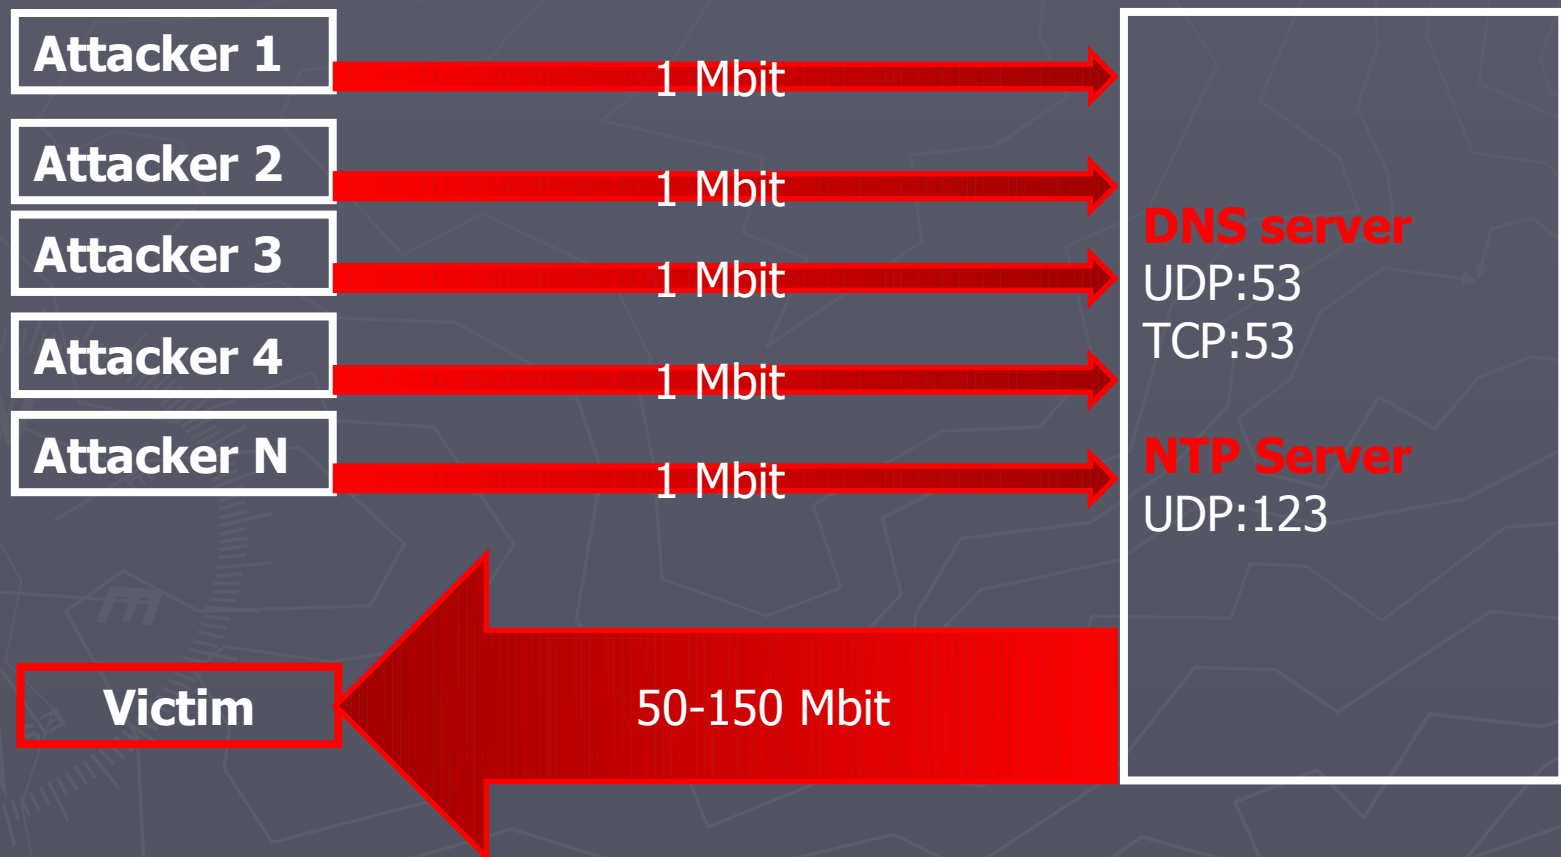 Attacker 1
1 Mbit
Attacker 2
1 Mbit
Attacker 3
1 Mbit
Attacker 4
1 Mbit
Attacker N
1 Mbit
DNS server
UDP:53
TCP:53
NTP Server
UDP:123
Victim
50-150 Mbit
E